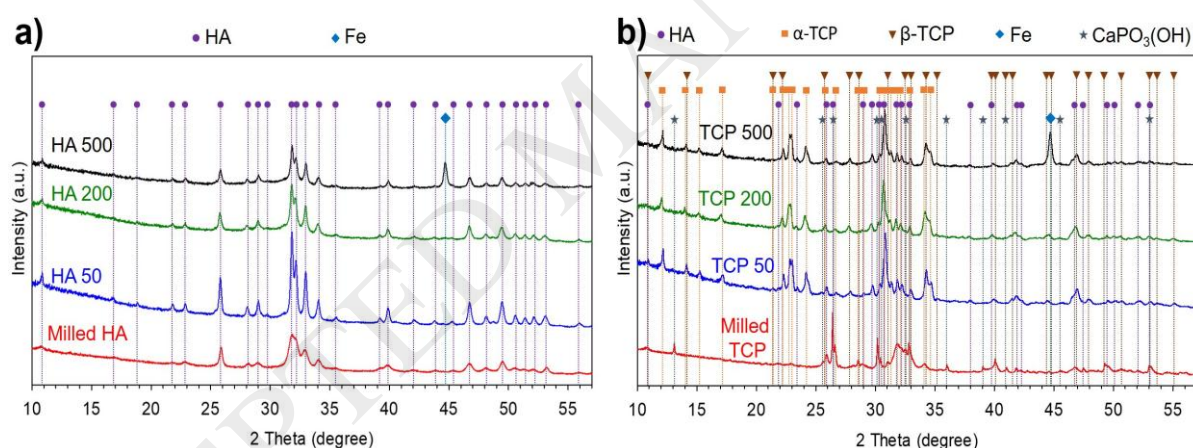 a)
HA
Fe
HA 500
HA 200
HA 50
Milled HA
Intensity (a.u.)
10 15 20 25 30 35 40 45 50 55
2 Theta (degree)
b)
HA α-TCP β-TCP Fe CaPO₃(OH)
TCP 500
TCP 200
TCP 50
Milled
TCP
Intensity (a.u.)
10 15 20 25 30 35 40 45 50 55
2 Theta (degree)
EPTED MA